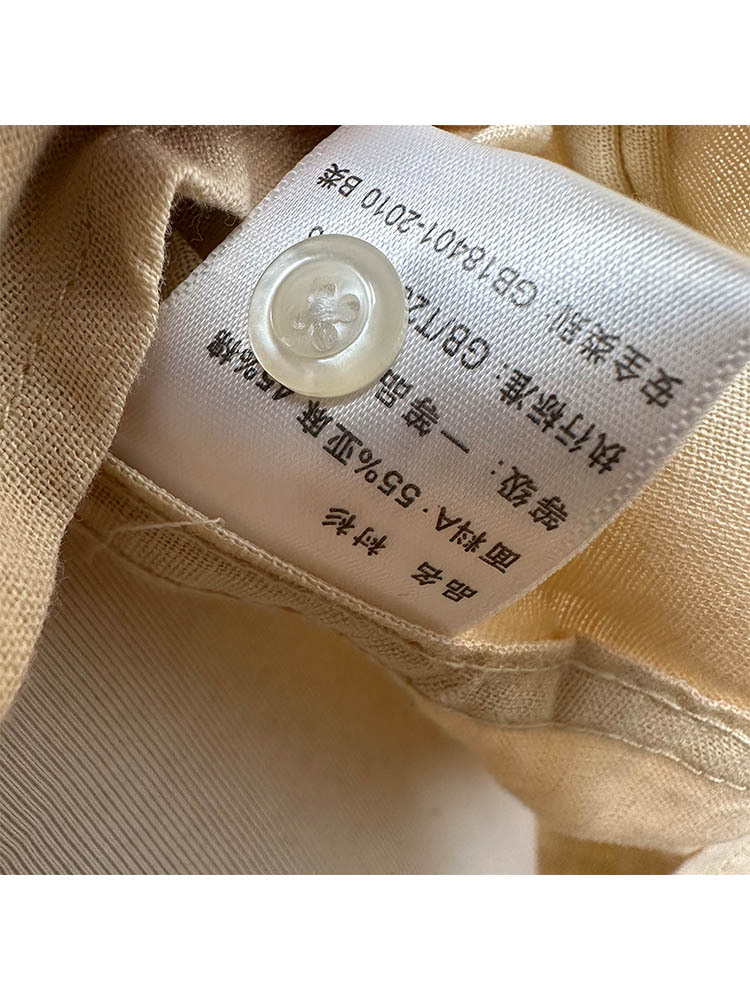 品名 衬衫
面料A: 55%亚麻 45%棉
等级: 一等品
执行标准: GB/T2
安全类别: GB18401-2010 B类